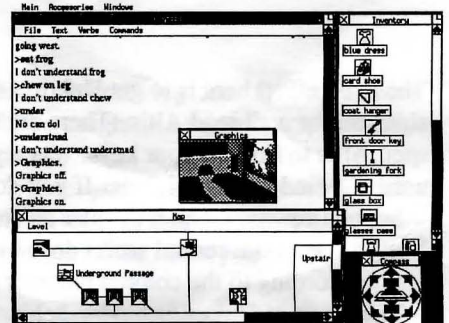 Main Accessories Windows
File Text Verbs Commands
going west.
>eat frog
I don't understand frog
>chew on leg
I don't understand chew
>under
No can do!
>understnad
I don't understand understnad
>Graphics.
Graphics off.
>Graphics.
Graphics on.
Graphics
Map
Level
Underground Passage
Upstair
Inventory
blue dress
card shoe
coat hanger
front door key
gardening fork
glass box
glasses case
Compass